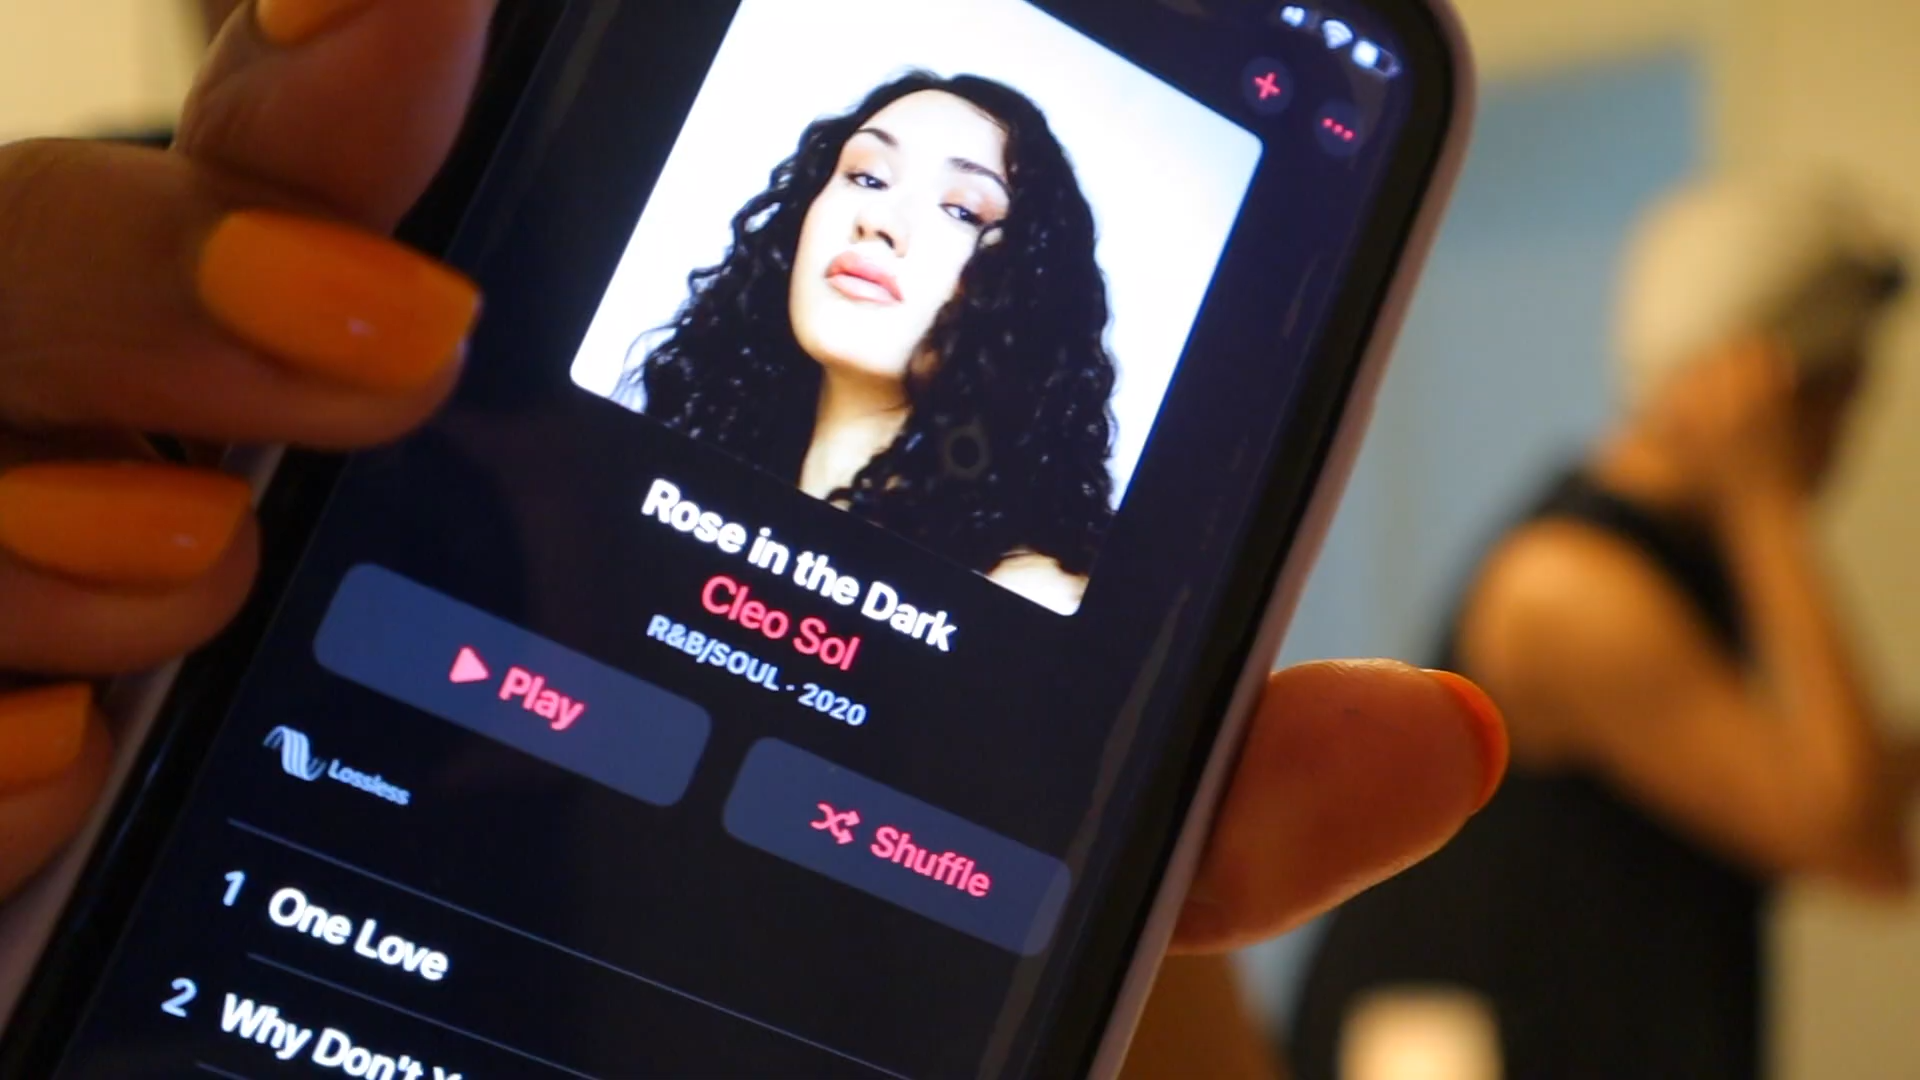 Rose in the Dark
Cleo Sol
R&B/SOUL · 2020
Play
Shuffle
Lossless
1 One Love
2 Why Don't